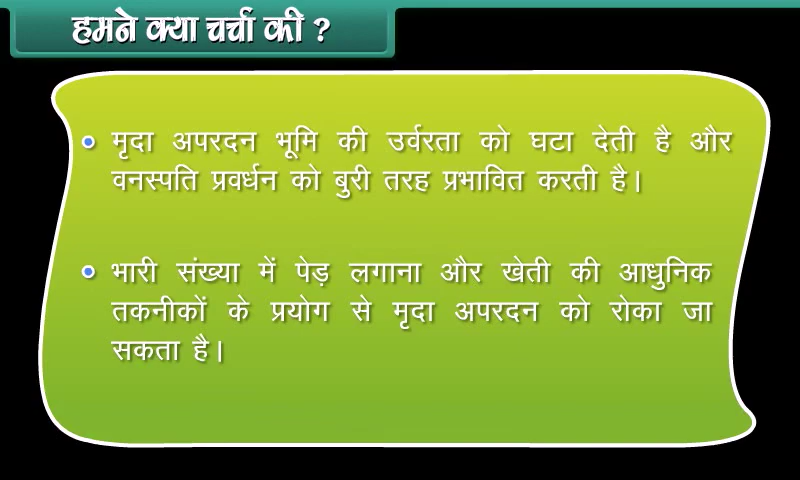 हमने क्या चर्चा की ?
मृदा अपरदन भूमि की उर्वरता को घटा देती है और
वनस्पति प्रवर्धन को बुरी तरह प्रभावित करती है।
भारी संख्या में पेड़ लगाना और खेती की आधुनिक
तकनीकों के प्रयोग से मृदा अपरदन को रोका जा
सकता है।